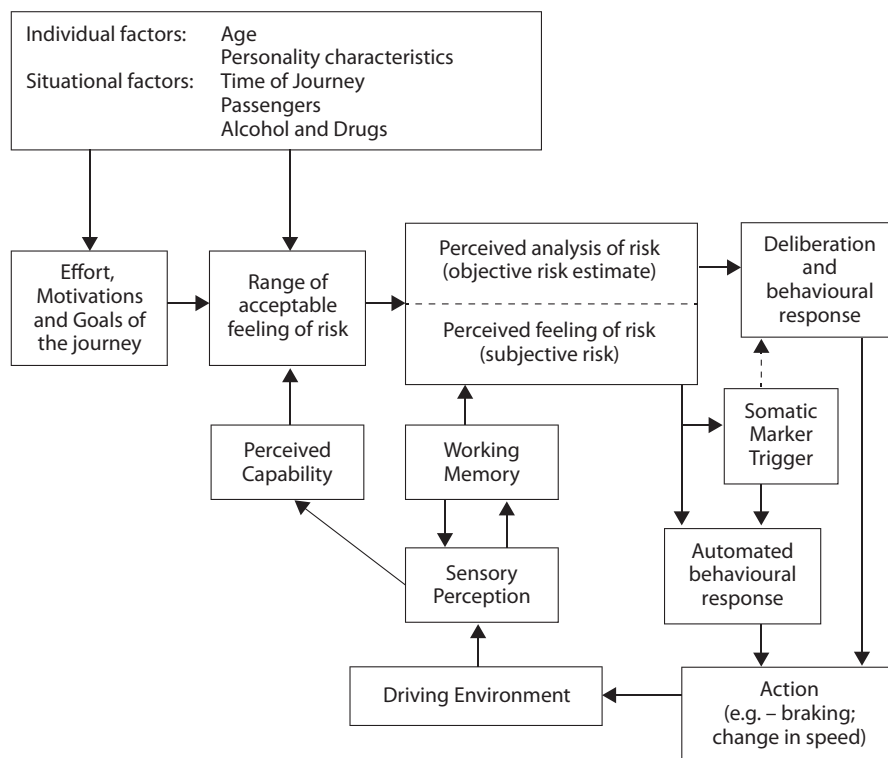 Individual factors: Age
Personality characteristics
Situational factors: Time of Journey
Passengers
Alcohol and Drugs
Effort,
Motivations
and Goals of
the journey
Range of
acceptable
feeling of risk
Perceived analysis of risk
(objective risk estimate)
Perceived feeling of risk
(subjective risk)
Deliberation and
behavioural
response
Perceived
Capability
Working
Memory
Somatic
Marker
Trigger
Sensory
Perception
Automated
behavioural
response
Driving Environment
Action
(e.g. – braking;
change in speed)